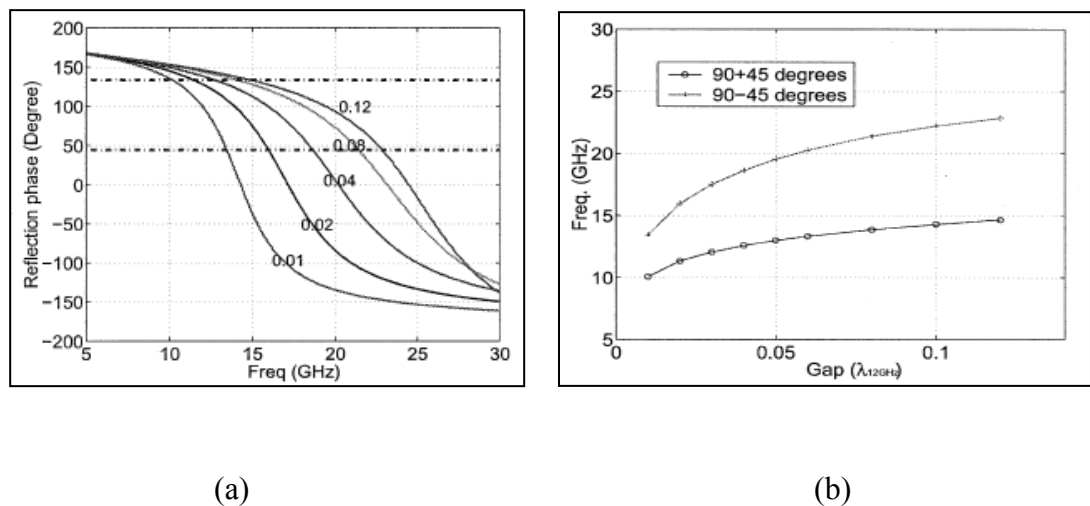 200
150
100
50
0
−50
−100
−150
−200
Reflection phase (Degree)
0.12
0.08
0.04
0.02
0.01
5 10 15 20 25 30
Freq (GHz)
(a)
30
25
20
15
10
5
Freq. (GHz)
90+45 degrees
90−45 degrees
0 0.05 0.1
Gap (λ12GHz)
(b)